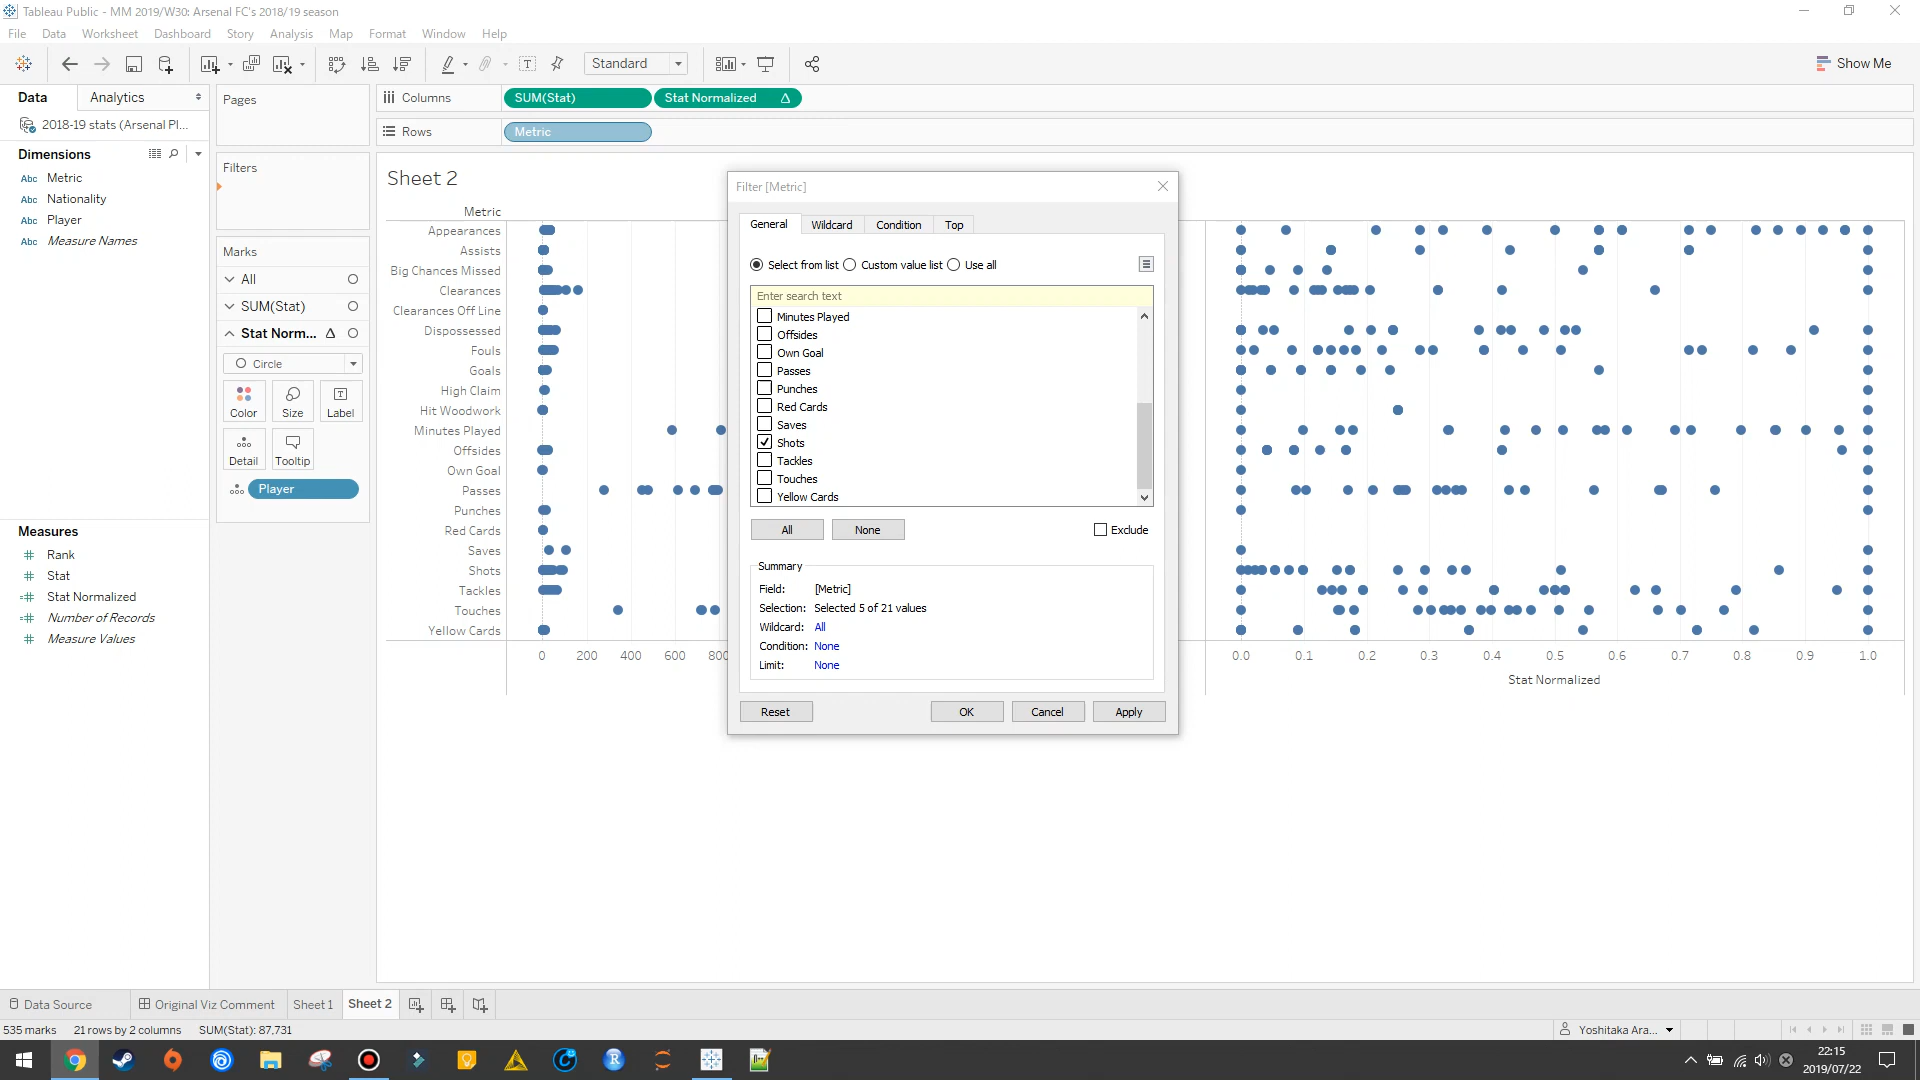 Tableau Public - MM 2019/W30: Arsenal FC's 2018/19 season
File Data Worksheet Dashboard Story Analysis Map Format Window Help
Standard
Show Me
Data Analytics
2018-19 stats (Arsenal Pl...
Dimensions
Abc Metric
Abc Nationality
Abc Player
Abc Measure Names
Measures
Rank
Stat
Stat Normalized
Number of Records
Measure Values
Pages
Filters
Marks
All
SUM(Stat)
Stat Norm...
Circle
Color Size Label
Detail Tooltip
Player
Columns SUM(Stat) Stat Normalized
Rows Metric
Sheet 2
Metric
Appearances
Assists
Big Chances Missed
Clearances
Clearances Off Line
Dispossessed
Fouls
Goals
High Claim
Hit Woodwork
Minutes Played
Offsides
Own Goal
Passes
Punches
Red Cards
Saves
Shots
Tackles
Touches
Yellow Cards
0 200 400 600 800
Filter [Metric]
General Wildcard Condition Top
Select from list Custom value list Use all
Enter search text
Minutes Played
Offsides
Own Goal
Passes
Punches
Red Cards
Saves
Shots
Tackles
Touches
Yellow Cards
All None Exclude
Summary
Field: [Metric]
Selection: Selected 5 of 21 values
Wildcard: All
Condition: None
Limit: None
Reset OK Cancel Apply
0.0 0.1 0.2 0.3 0.4 0.5 0.6 0.7 0.8 0.9 1.0
Stat Normalized
Data Source Original Viz Comment Sheet 1 Sheet 2
535 marks 21 rows by 2 columns SUM(Stat): 87,731
Yoshitaka Ara...
22:15
2019/07/22